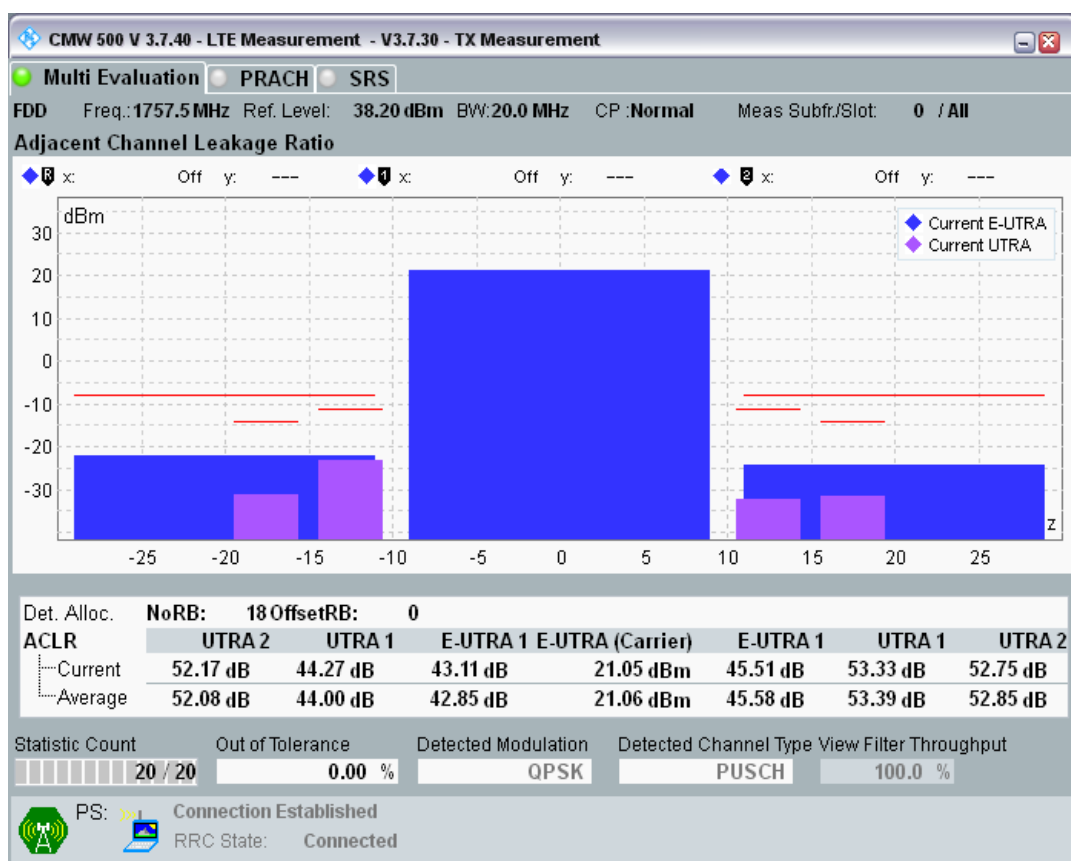 CMW 500 V 3.7.40 - LTE Measurement - V3.7.30 - TX Measurement
Multi Evaluation PRACH SRS
FDD Freq.: 1757.5 MHz Ref. Level: 38.20 dBm BW: 20.0 MHz CP : Normal Meas Subfr./Slot: 0 / All
Adjacent Channel Leakage Ratio
R x: Off y: --- 1 x: Off y: --- 2 x: Off y: ---
dBm
Current E-UTRA
Current UTRA
30
20
10
0
-10
-20
-30
z
-25 -20 -15 -10 -5 0 5 10 15 20 25
Det. Alloc. NoRB: 18 OffsetRB: 0
ACLR UTRA 2 UTRA 1 E-UTRA 1 E-UTRA (Carrier) E-UTRA 1 UTRA 1 UTRA 2
Current 52.17 dB 44.27 dB 43.11 dB 21.05 dBm 45.51 dB 53.33 dB 52.75 dB
Average 52.08 dB 44.00 dB 42.85 dB 21.06 dBm 45.58 dB 53.39 dB 52.85 dB
Statistic Count Out of Tolerance Detected Modulation Detected Channel Type View Filter Throughput
20 / 20 0.00 % QPSK PUSCH 100.0 %
PS: Connection Established
RRC State: Connected